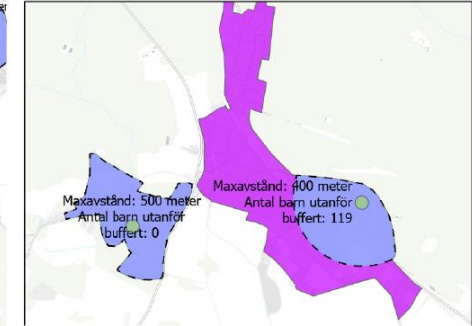 Maxavstånd: 500 meter
Antal barn utanför
buffert: 0
Maxavstånd: 400 meter
Antal barn utanför
buffert: 119